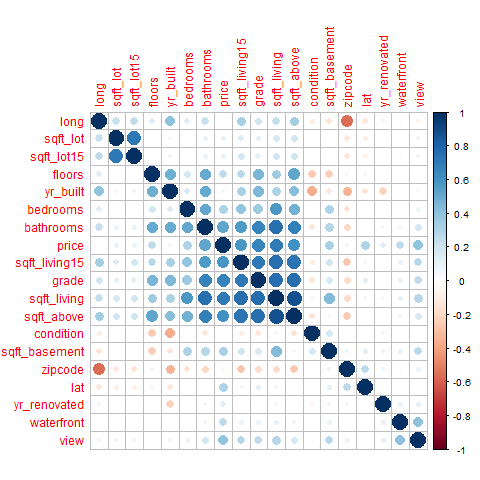 long
sqft_lot
sqft_lot15
floors
yr_built
bedrooms
bathrooms
price
sqft_living15
grade
sqft_living
sqft_above
condition
sqft_basement
zipcode
lat
yr_renovated
waterfront
view
long
sqft_lot
sqft_lot15
floors
yr_built
bedrooms
bathrooms
price
sqft_living15
grade
sqft_living
sqft_above
condition
sqft_basement
zipcode
lat
yr_renovated
waterfront
view
1
0.8
0.6
0.4
0.2
0
-0.2
-0.4
-0.6
-0.8
-1